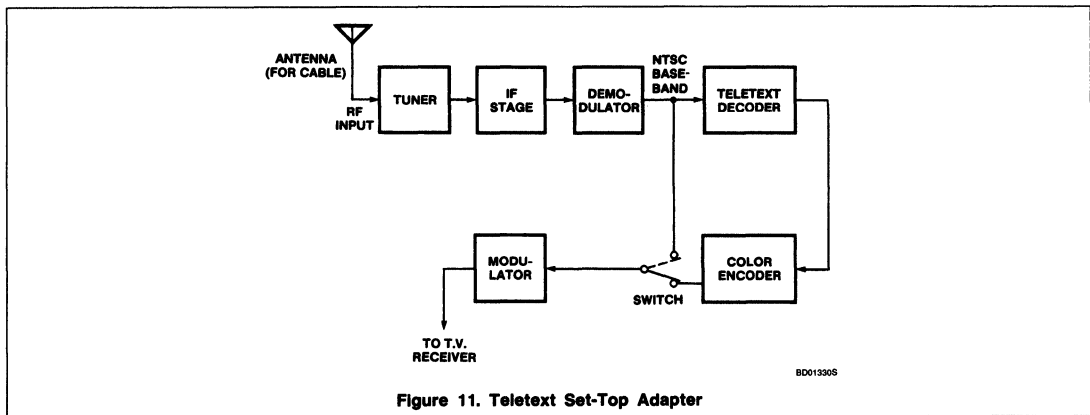 ANTENNA
(FOR CABLE)
RF
INPUT
TUNER
IF
STAGE
DEMO-
DULATOR
NTSC
BASE-
BAND
TELETEXT
DECODER
MODU-
LATOR
SWITCH
COLOR
ENCODER
TO T.V.
RECEIVER
BD01330S
Figure 11. Teletext Set-Top Adapter